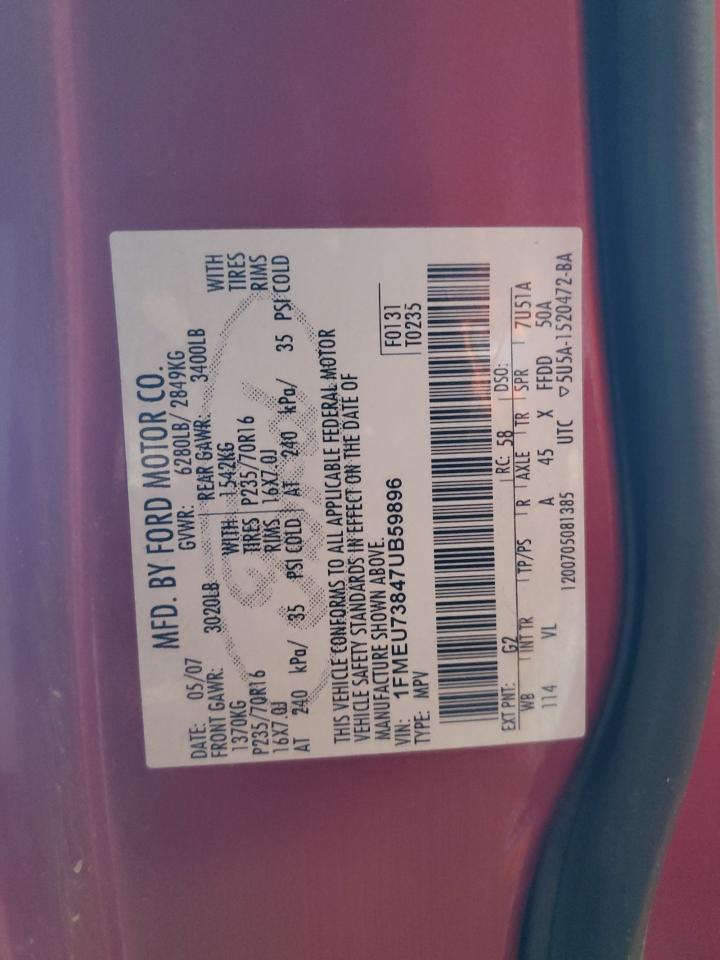 MFD. BY FORD MOTOR CO.
DATE: 05/07 GVWR: 6280LB/ 2849KG
FRONT GAWR: 3020LB REAR GAWR: 3400LB
1370KG WITH 1542KG WITH
P235/70R16 TIRES P235/70R16 TIRES
16X7.0J RIMS 16X7.0J RIMS
AT 240 kPa/ 35 PSI COLD AT 240 kPa/ 35 PSI COLD
THIS VEHICLE CONFORMS TO ALL APPLICABLE FEDERAL MOTOR
VEHICLE SAFETY STANDARDS IN EFFECT ON THE DATE OF
MANUFACTURE SHOWN ABOVE.
VIN: 1FMEU73847UB59896 F0131
TYPE: MPV T0235
EXT PNT: G2 RC: 58 DSO:
WB INT TR TP/PS R AXLE TR SPR 7U51A
114 VL A 45 X FFDD 50A
1200705081385 UTC ▽5U5A-1520472-BA